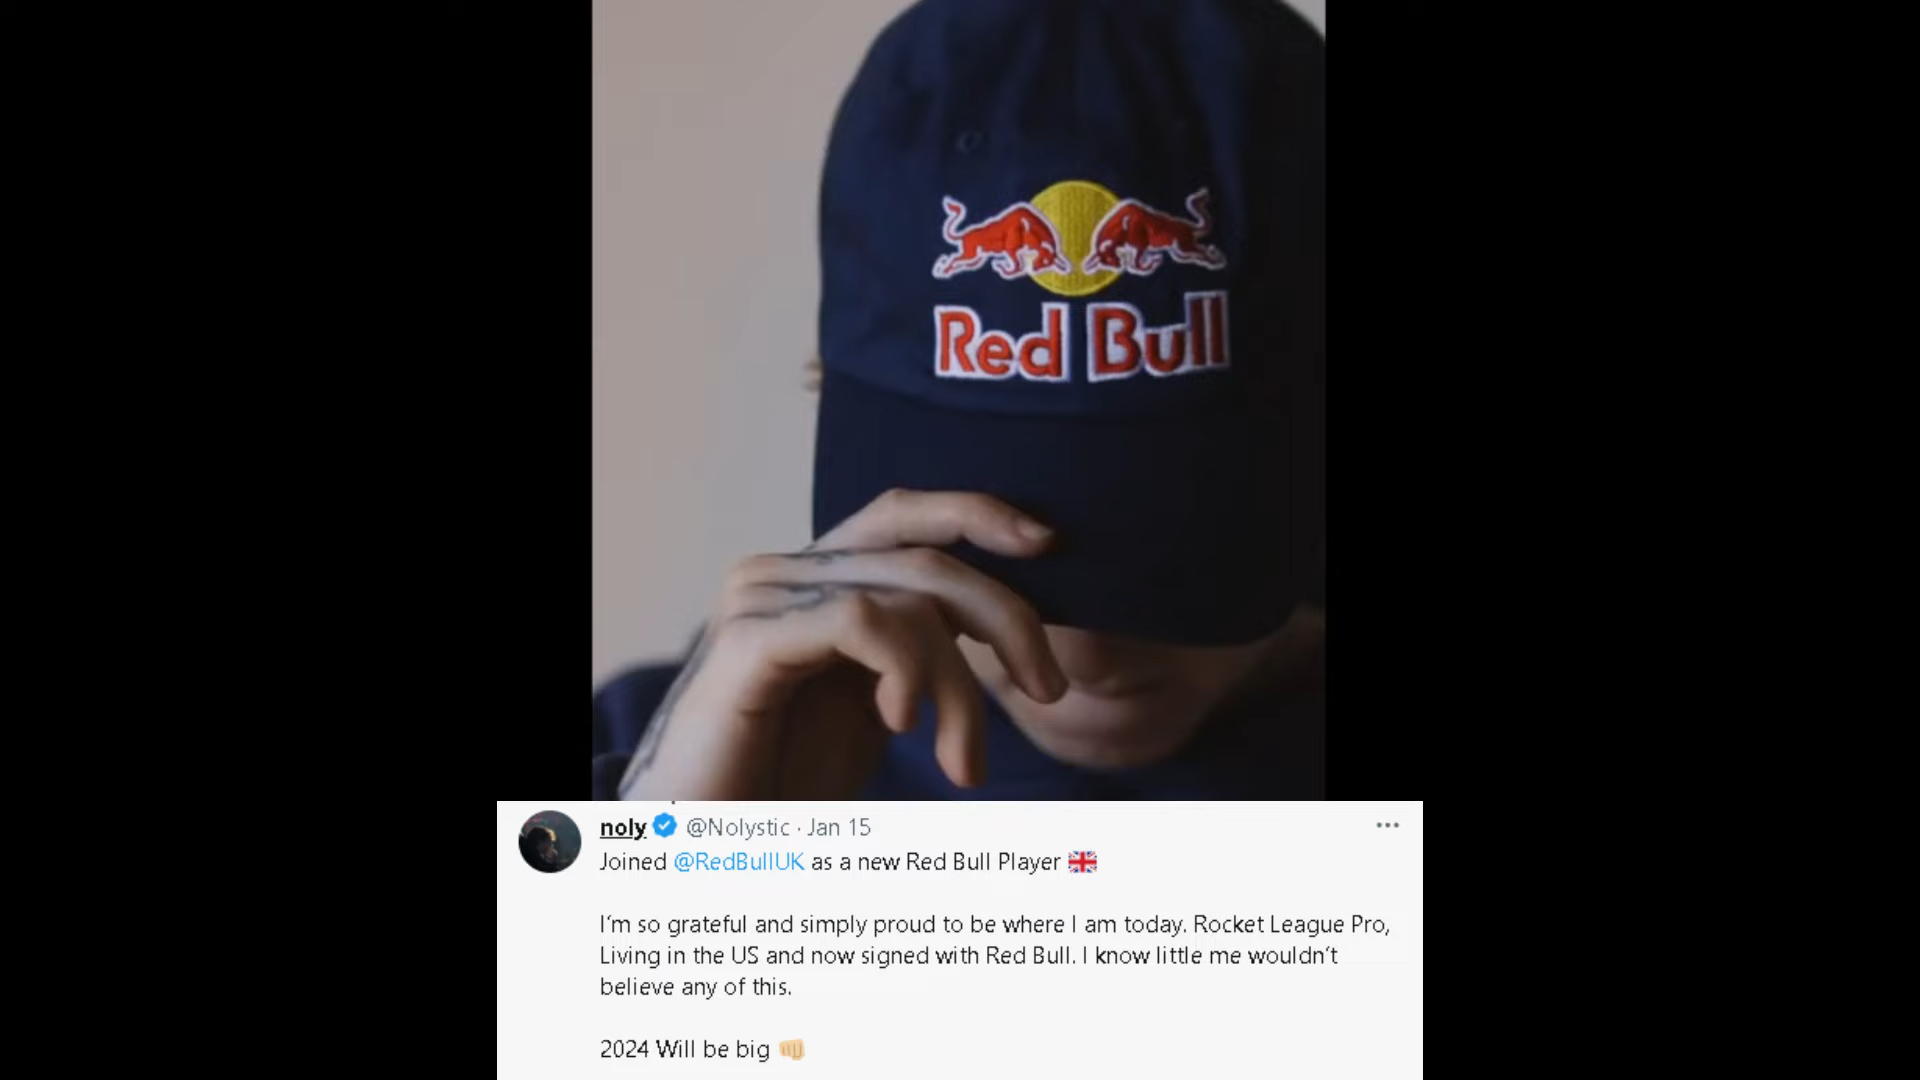 Red Bull
noly @Nolystic · Jan 15
Joined @RedBullUK as a new Red Bull Player 🇬🇧
I'm so grateful and simply proud to be where I am today. Rocket League Pro,
Living in the US and now signed with Red Bull. I know little me wouldn't
believe any of this.
2024 Will be big 👊🏻